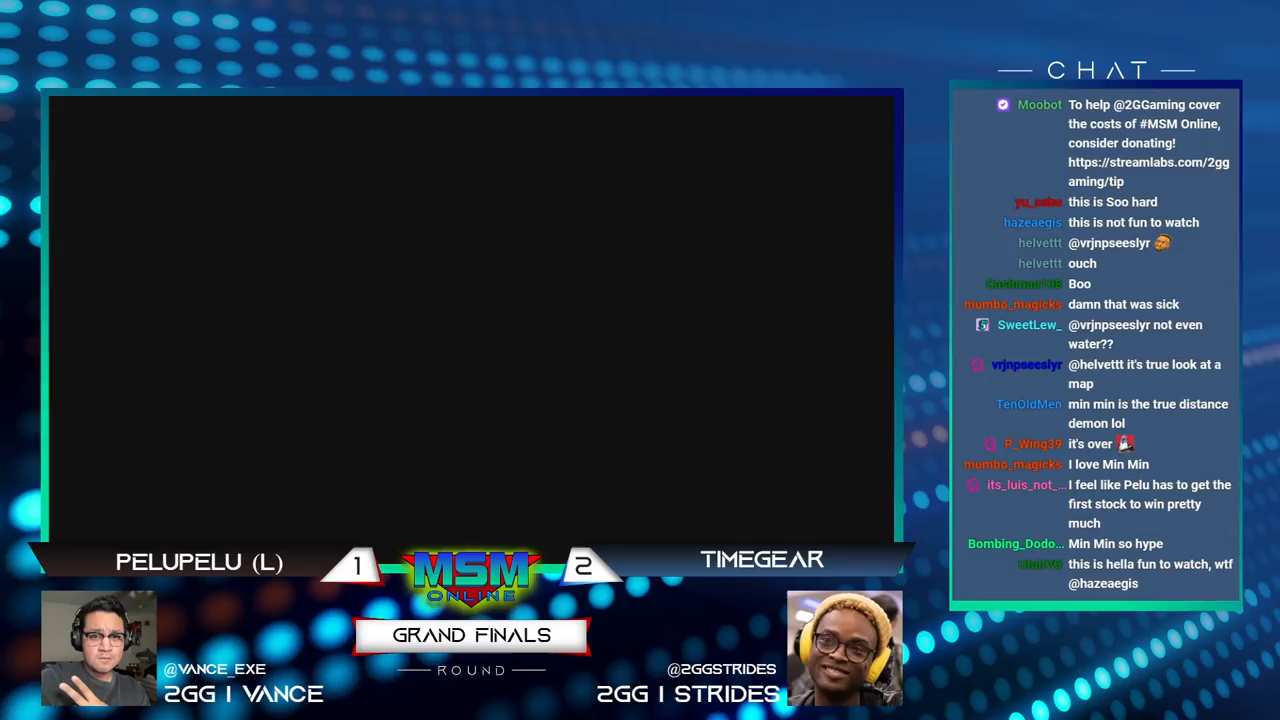 CHAT
Moobot To help @2GGaming cover
the costs of #MSM Online,
consider donating!
https://streamlabs.com/2gg
aming/tip
this is Soo hard
hazeaegis this is not fun to watch
helvettt @vrjnpseeslyr
helvettt ouch
Boo
mumbo_magicks damn that was sick
SweetLew_ @vrjnpseeslyr not even
water??
vrjnpseeslyr @helvettt it's true look at a
map
TenOldMen min min is the true distance
demon lol
P_Wing39 it's over
mumbo_magicks I love Min Min
its_luis_not_... I feel like Pelu has to get the
first stock to win pretty
much
Bombing_Dodo... Min Min so hype
this is hella fun to watch, wtf
@hazeaegis
PELUPELU (L) 1
MSM
ONLINE
2 TIMEGEAR
GRAND FINALS
ROUND
@VANCE_EXE
2GG | VANCE
@2GGSTRIDES
2GG | STRIDES